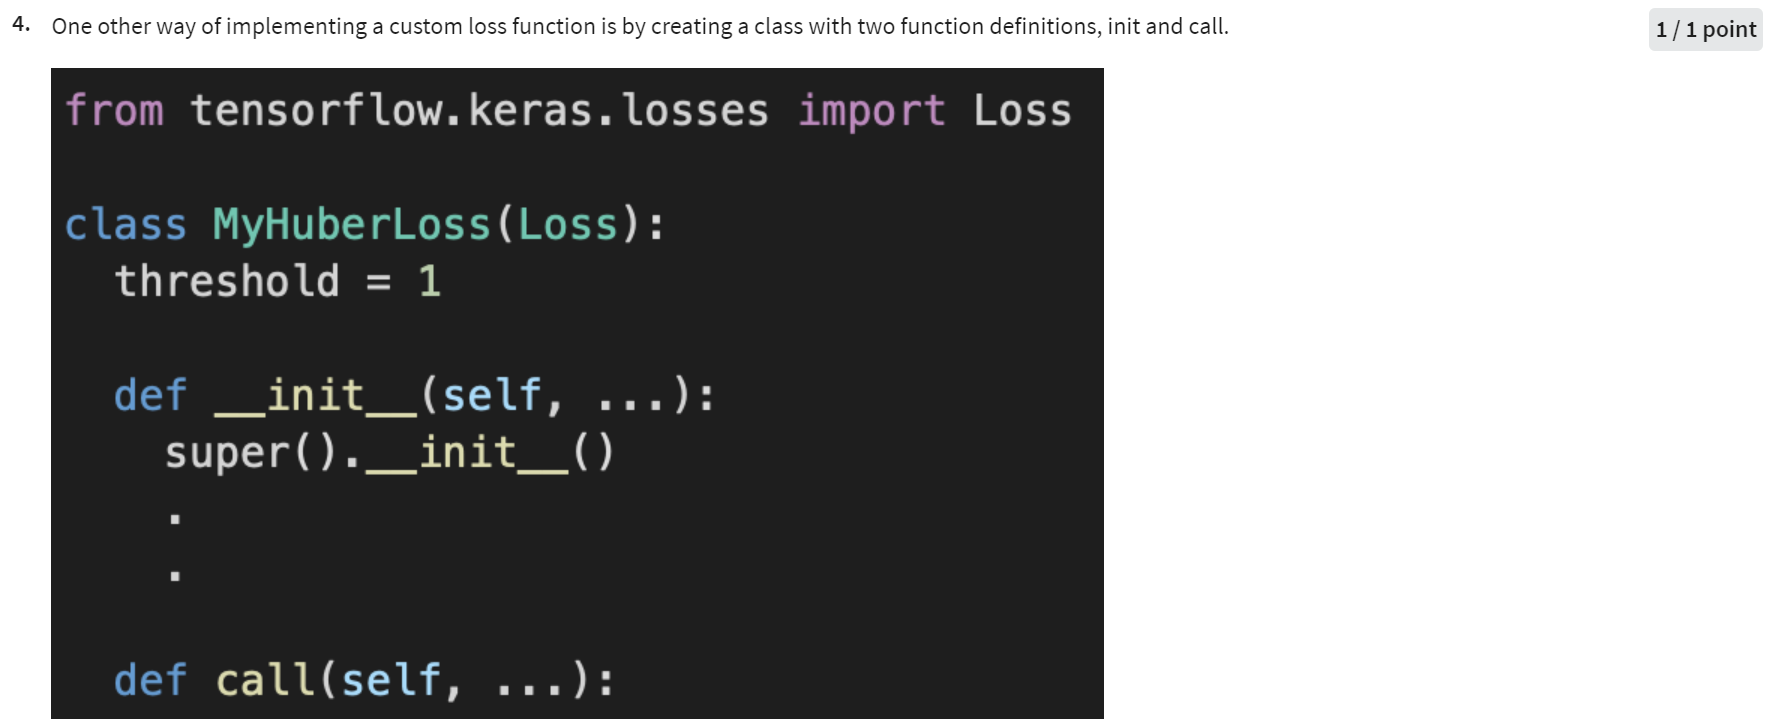 4. One other way of implementing a custom loss function is by creating a class with two function definitions, init and call.
1 / 1 point
from tensorflow.keras.losses import Loss
class MyHuberLoss(Loss):
threshold = 1
def __init__(self, ...):
super().__init__()
.
.
def call(self, ...):